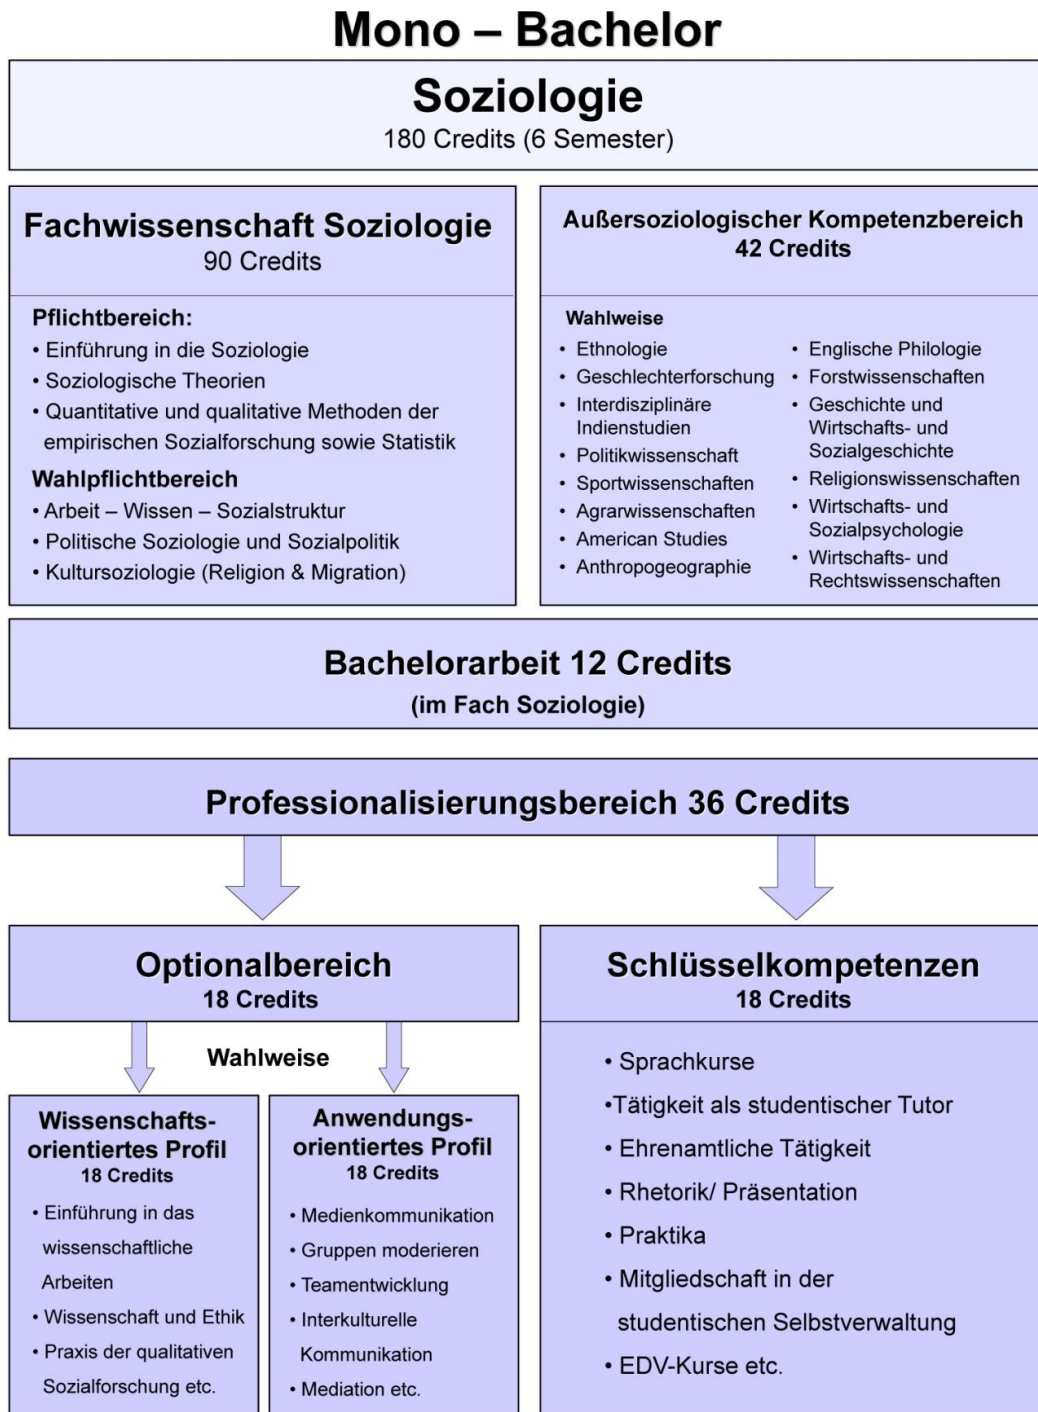 Mono – Bachelor
Soziologie
180 Credits (6 Semester)
Fachwissenschaft Soziologie
90 Credits
Pflichtbereich:
• Einführung in die Soziologie
• Soziologische Theorien
• Quantitative und qualitative Methoden der
empirischen Sozialforschung sowie Statistik
Wahlpflichtbereich
• Arbeit – Wissen – Sozialstruktur
• Politische Soziologie und Sozialpolitik
• Kultursoziologie (Religion & Migration)
Außersoziologischer Kompetenzbereich
42 Credits
Wahlweise
• Ethnologie
• Geschlechterforschung
• Interdisziplinäre
Indienstudien
• Politikwissenschaft
• Sportwissenschaften
• Agrarwissenschaften
• American Studies
• Anthropogeographie
• Englische Philologie
• Forstwissenschaften
• Geschichte und
Wirtschafts- und
Sozialgeschichte
• Religionswissenschaften
• Wirtschafts- und
Sozialpsychologie
• Wirtschafts- und
Rechtswissenschaften
Bachelorarbeit 12 Credits
(im Fach Soziologie)
Professionalisierungsbereich 36 Credits
Optionalbereich
18 Credits
Wahlweise
Wissenschafts-
orientiertes Profil
18 Credits
• Einführung in das
wissenschaftliche
Arbeiten
• Wissenschaft und Ethik
• Praxis der qualitativen
Sozialforschung etc.
Anwendungs-
orientiertes Profil
18 Credits
• Medienkommunikation
• Gruppen moderieren
• Teamentwicklung
• Interkulturelle
Kommunikation
• Mediation etc.
Schlüsselkompetenzen
18 Credits
• Sprachkurse
•Tätigkeit als studentischer Tutor
• Ehrenamtliche Tätigkeit
• Rhetorik/ Präsentation
• Praktika
• Mitgliedschaft in der
studentischen Selbstverwaltung
• EDV-Kurse etc.